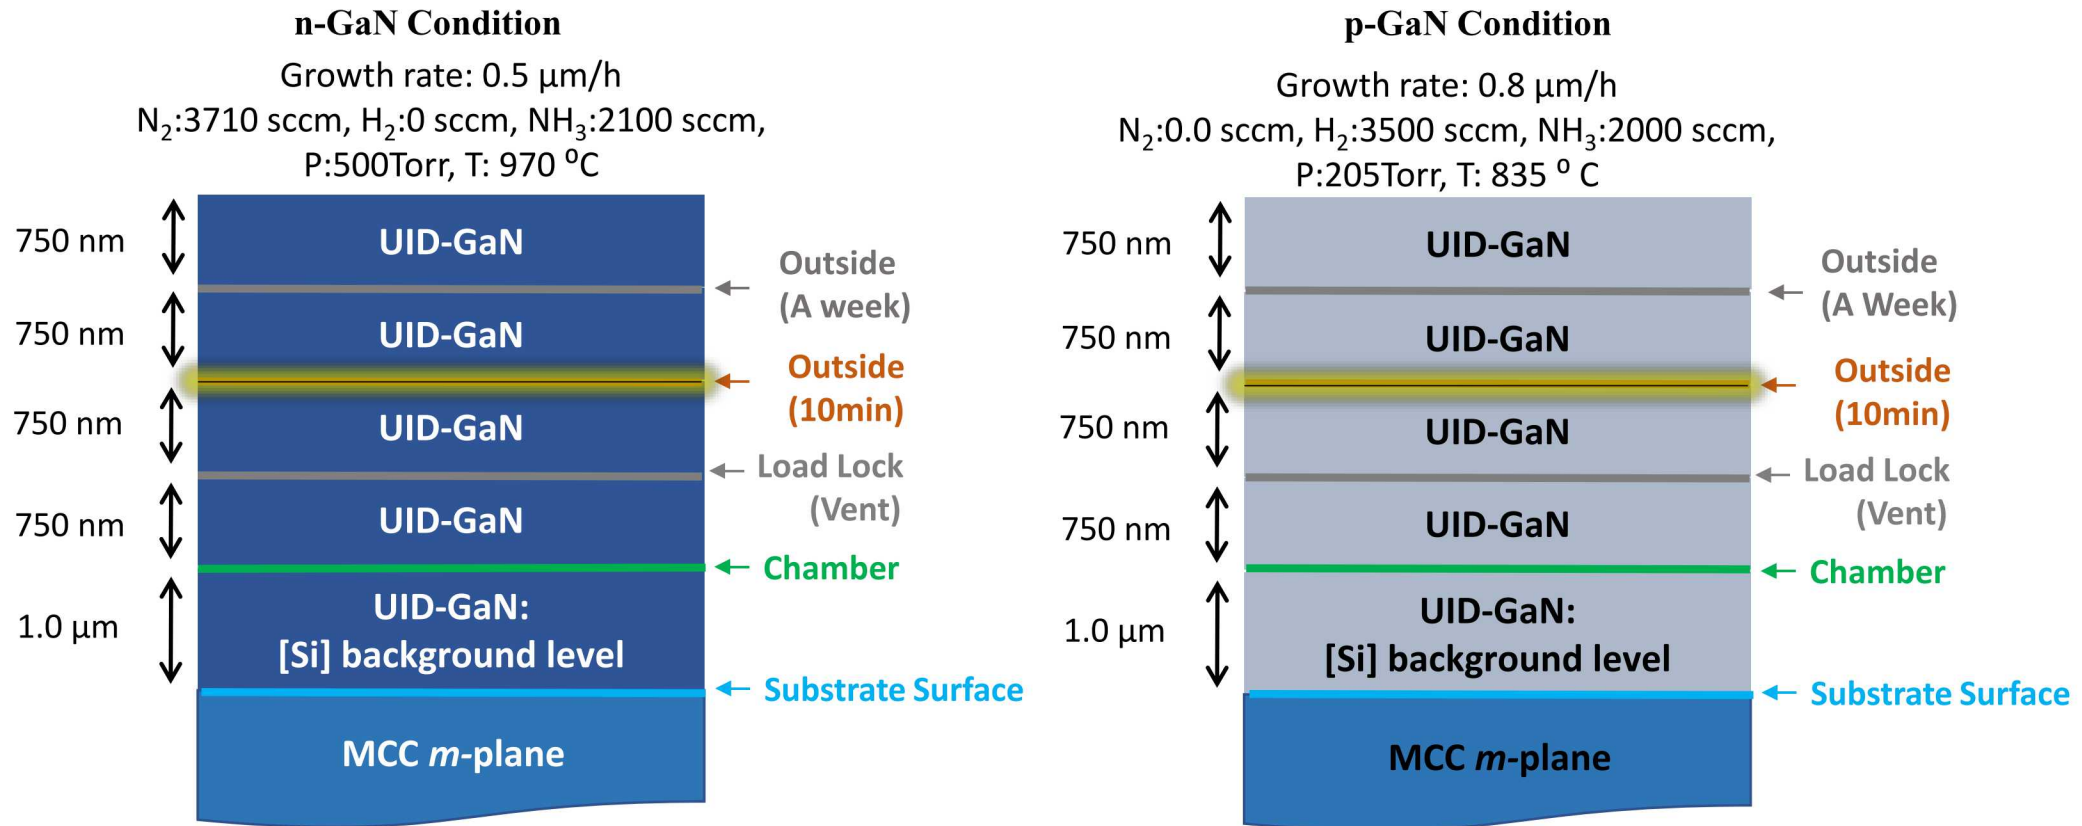 n-GaN Condition
Growth rate: 0.5 µm/h
N₂:3710 sccm, H₂:0 sccm, NH₃:2100 sccm,
P:500Torr, T: 970 ⁰C
750 nm
UID-GaN
Outside
(A week)
750 nm
UID-GaN
Outside
(10min)
750 nm
UID-GaN
Load Lock
(Vent)
750 nm
UID-GaN
Chamber
1.0 µm
UID-GaN:
[Si] background level
Substrate Surface
MCC m-plane
p-GaN Condition
Growth rate: 0.8 µm/h
N₂:0.0 sccm, H₂:3500 sccm, NH₃:2000 sccm,
P:205Torr, T: 835 ⁰ C
750 nm
UID-GaN
Outside
(A Week)
750 nm
UID-GaN
Outside
(10min)
750 nm
UID-GaN
Load Lock
(Vent)
750 nm
UID-GaN
Chamber
1.0 µm
UID-GaN:
[Si] background level
Substrate Surface
MCC m-plane